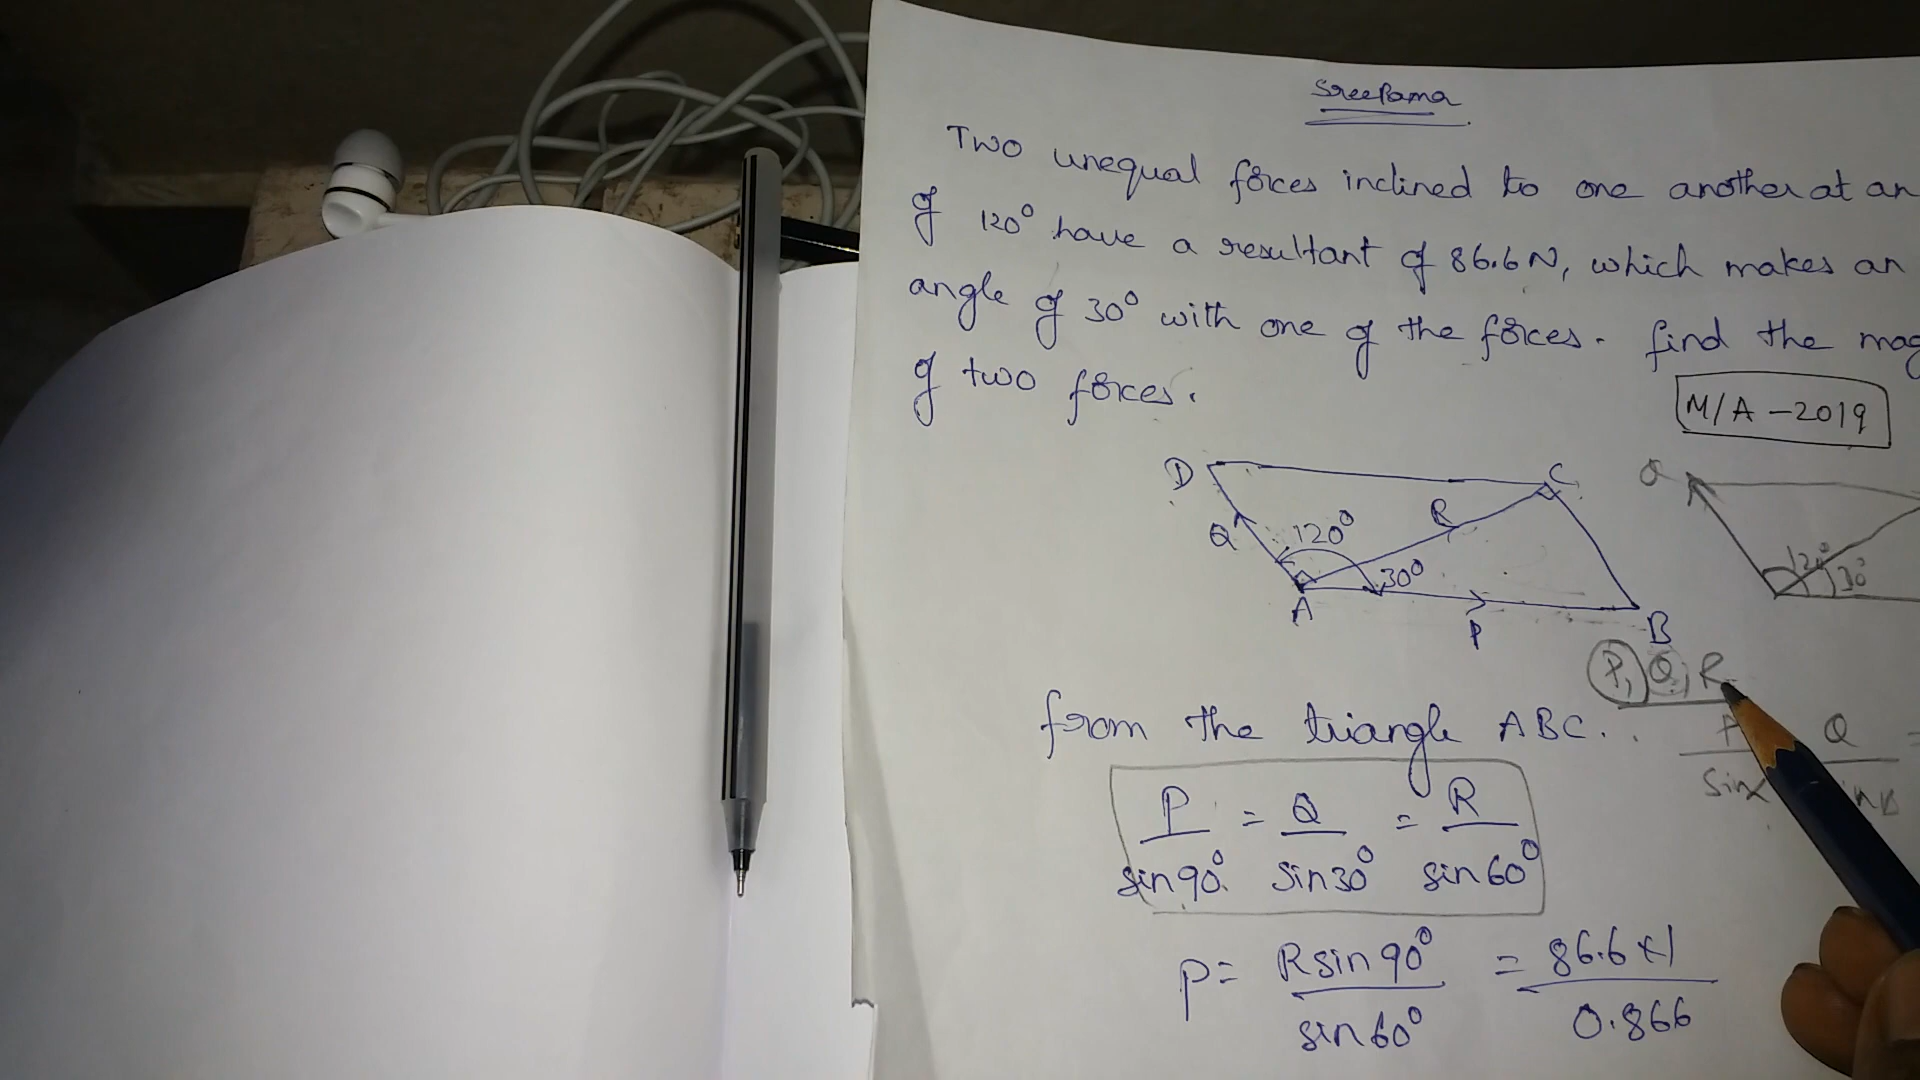 Sreerama
Two unequal forces inclined to one another at an
of 120° have a resultant of 86.6N, which makes an
angle of 30° with one of the forces. find the mag
of two forces.
M/A - 2019
D C Q
Q 120° R 120° 30°
30°
A P B
P, Q, R
from the triangle ABC..
P/sin90° = Q/sin30° = R/sin60°
Q
P = Rsin90°/sin60° = 86.6×1/0.866